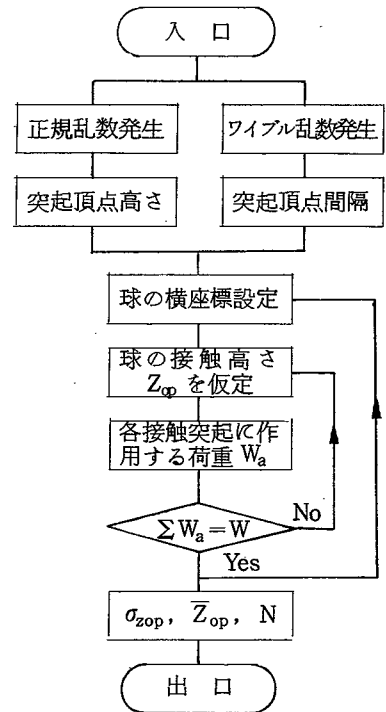 入 口
正規乱数発生
ワイブル乱数発生
突起頂点高さ
突起頂点間隔
球の横座標設定
球の接触高さ
Zopを仮定
各接触突起に作
用する荷重 Wa
ΣWa=W
No
Yes
σzop, Z̅op, N
出 口